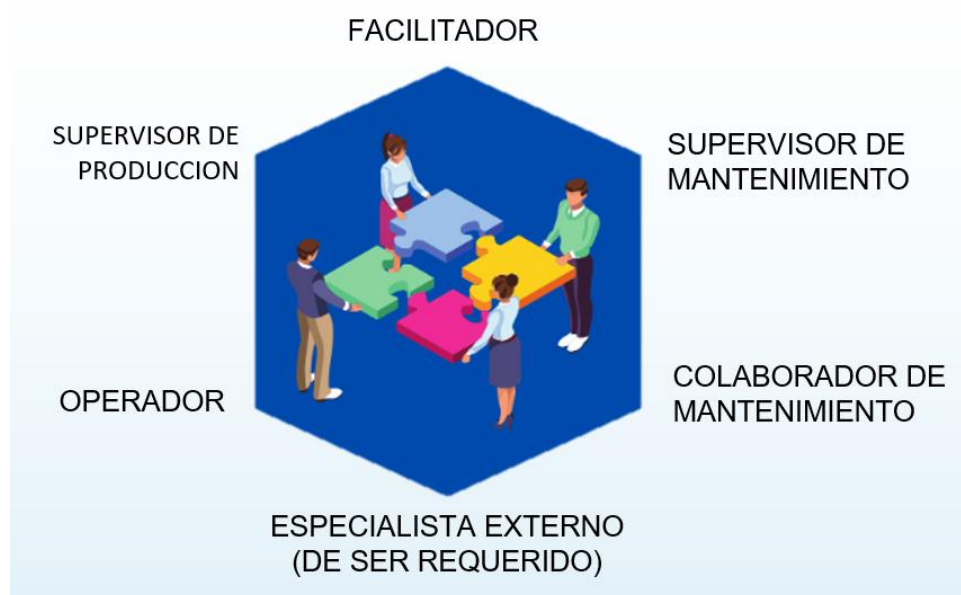 FACILITADOR
SUPERVISOR DE
PRODUCCION
SUPERVISOR DE
MANTENIMIENTO
OPERADOR
COLABORADOR DE
MANTENIMIENTO
ESPECIALISTA EXTERNO
(DE SER REQUERIDO)